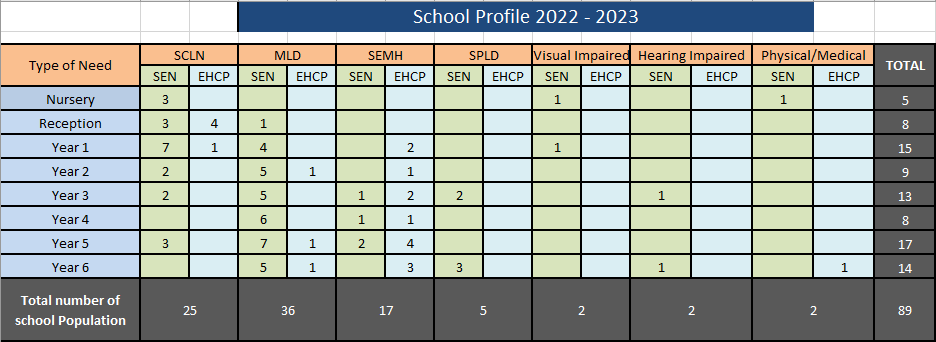 School Profile 2022 - 2023
Type of Need SCLN MLD SEMH SPLD Visual Impaired Hearing Impaired Physical/Medical TOTAL
SEN EHCP SEN EHCP SEN EHCP SEN EHCP SEN EHCP SEN EHCP SEN EHCP
Nursery 3 1 1 5
Reception 3 4 1 8
Year 1 7 1 4 2 1 15
Year 2 2 5 1 1 9
Year 3 2 5 1 2 2 1 13
Year 4 6 1 1 8
Year 5 3 7 1 2 4 17
Year 6 5 1 3 3 1 1 14
Total number of
school Population 25 36 17 5 2 2 2 89